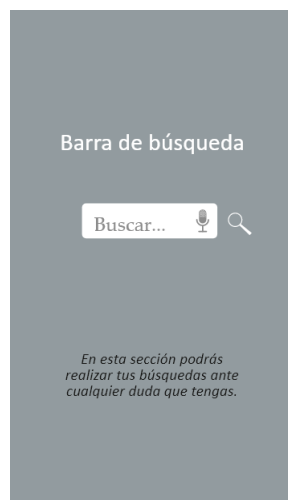 Barra de búsqueda
Buscar...
En esta sección podrás
realizar tus búsquedas ante
cualquier duda que tengas.